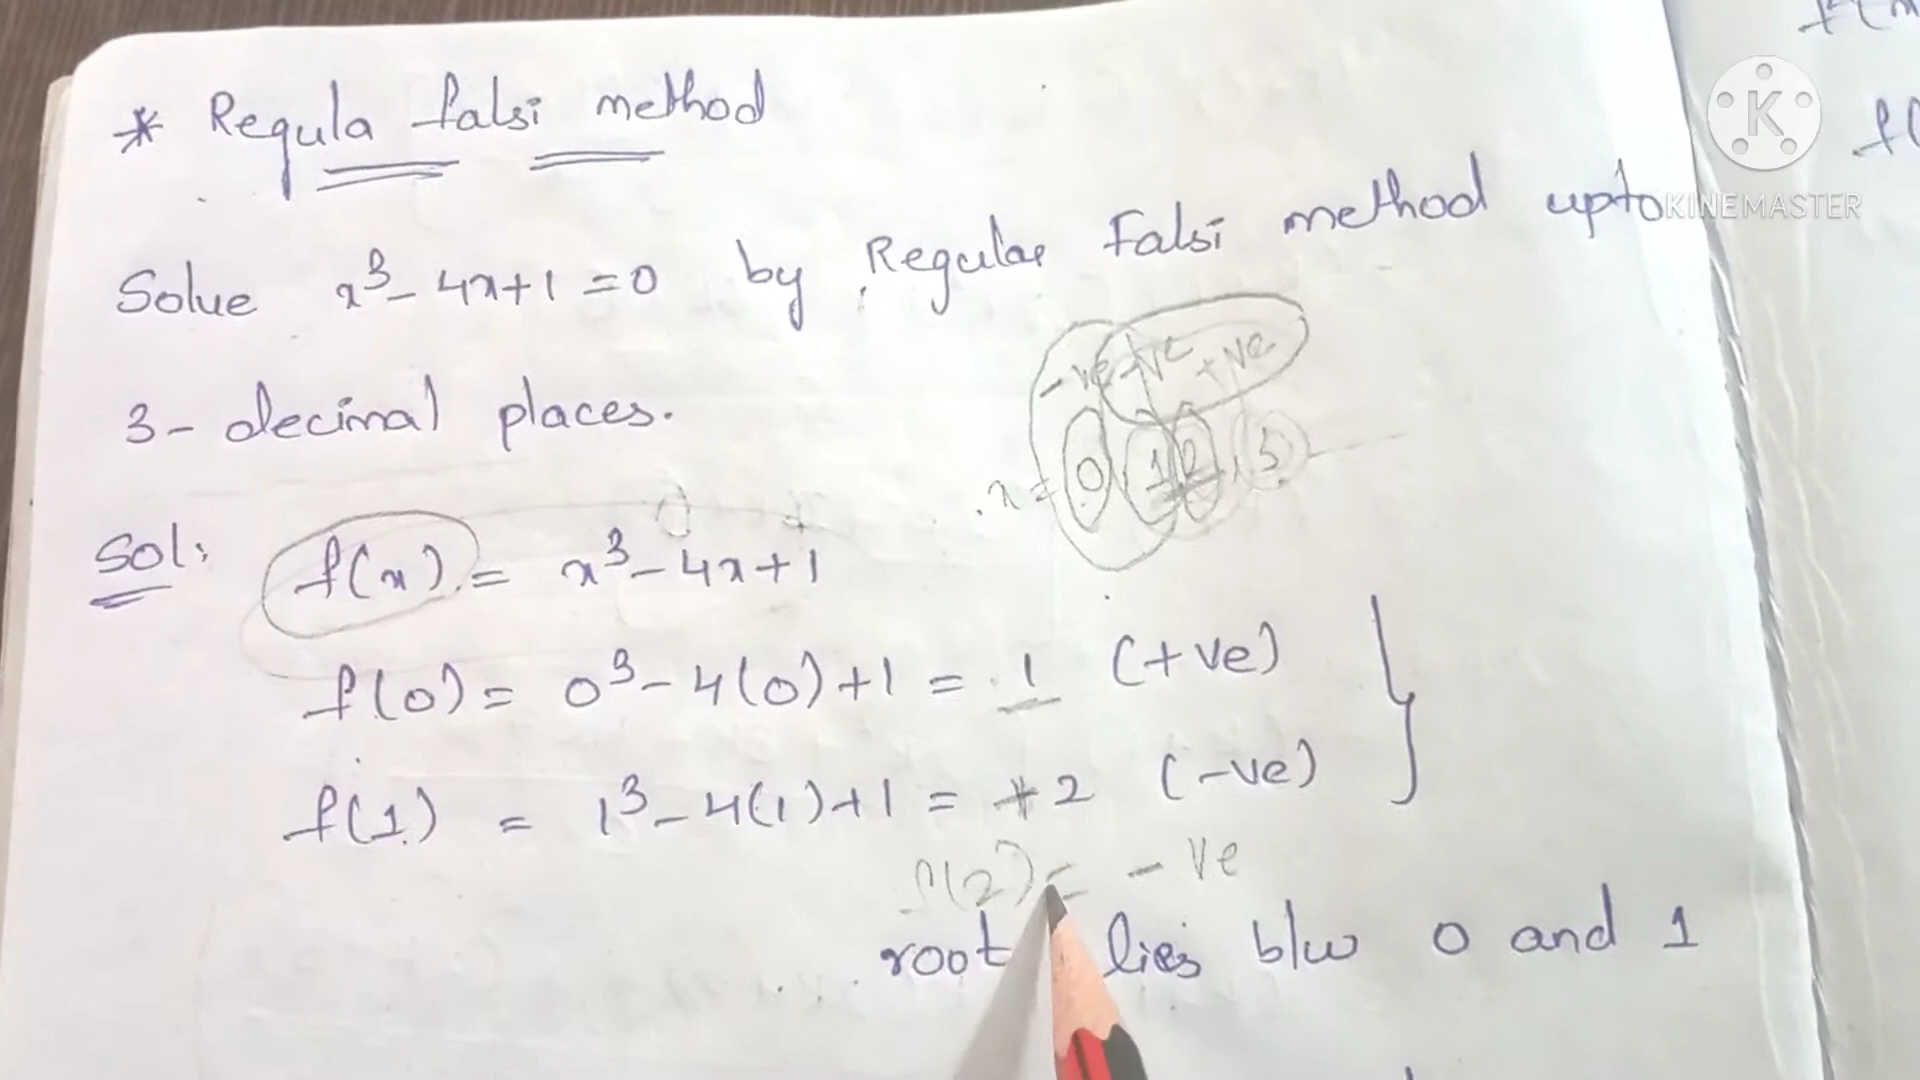 * Regula falsi method
Solve x³-4x+1=0 by Regular Falsi method upto
KINEMASTER
3-decimal places.
-ve +ve +ve
x = 0, 1, 2, 3
Sol: f(x) = x³-4x+1
f(0) = 0³-4(0)+1 = 1 (+ve)
f(1) = 1³-4(1)+1 = +2 (-ve)
f(2) = -ve
root lies b/w 0 and 1